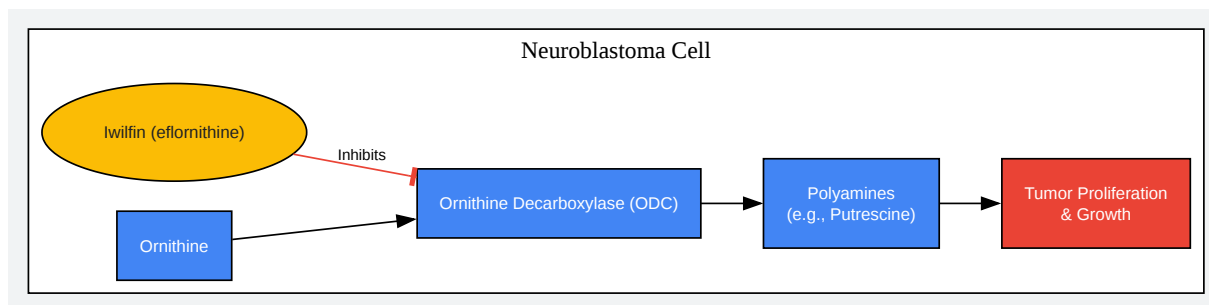 Neuroblastoma Cell
Iwilfin (eflornithine)
Inhibits
Ornithine Decarboxylase (ODC)
Ornithine
Polyamines
(e.g., Putrescine)
Tumor Proliferation
& Growth